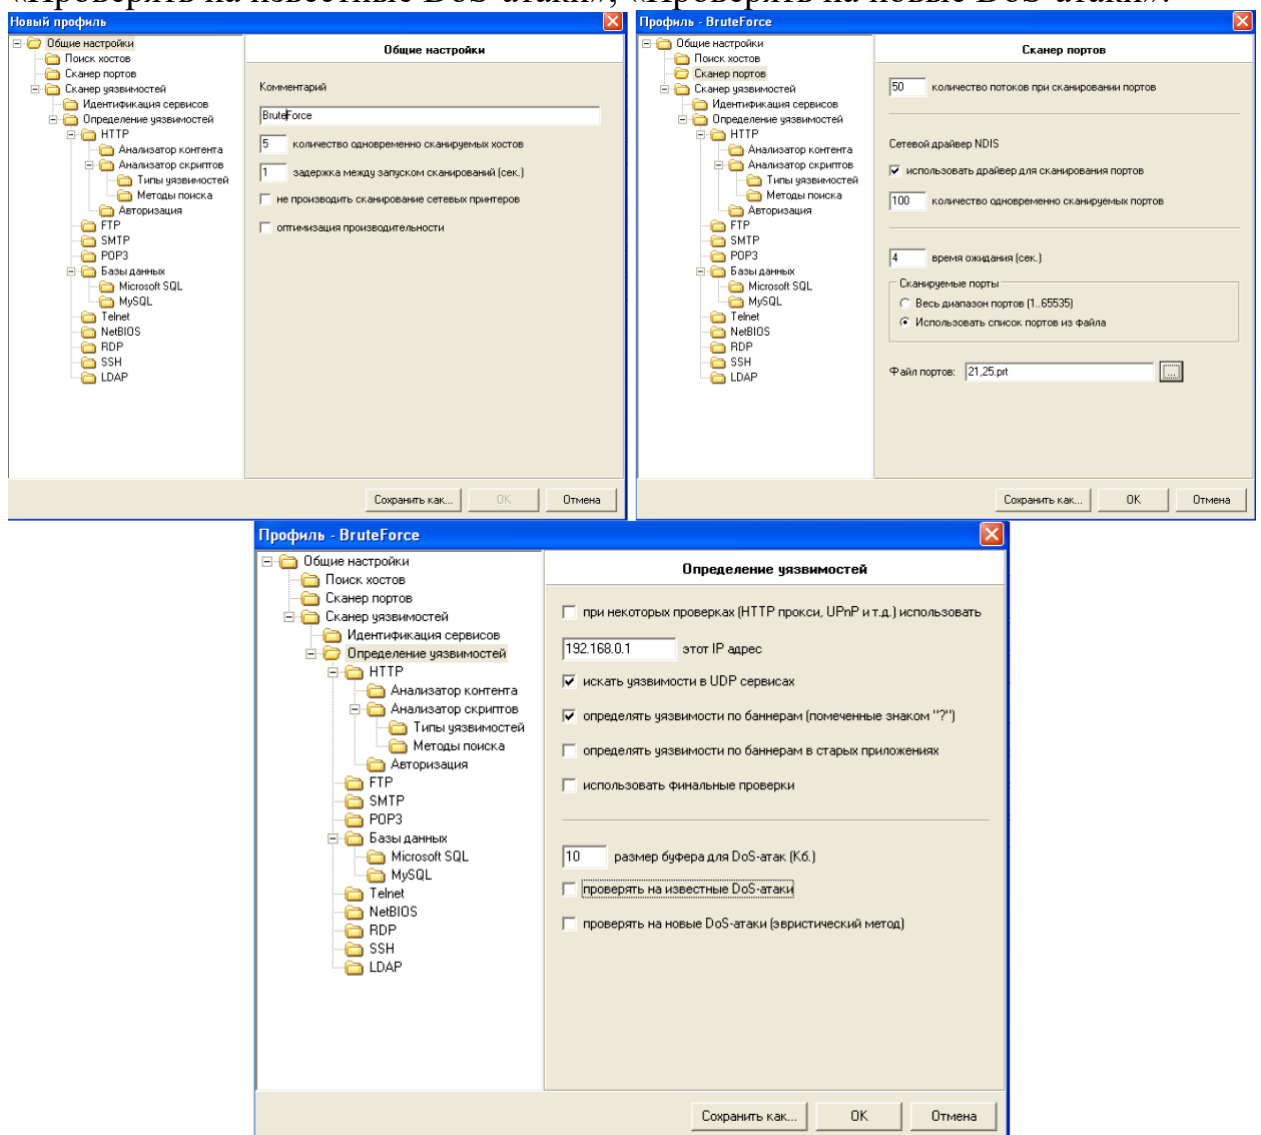 «Проверять на известные DoS-атаки», «Проверять на новые DoS-атаки».
Новый профиль
Общие настройки
Поиск хостов
Сканер портов
Сканер уязвимостей
Идентификация сервисов
Определение уязвимостей
HTTP
Анализатор контента
Анализатор скриптов
Типы уязвимостей
Методы поиска
Авторизация
FTP
SMTP
POP3
Базы данных
Microsoft SQL
MySQL
Telnet
NetBIOS
RDP
SSH
LDAP
Общие настройки
Комментарий
BruteForce
5 количество одновременно сканируемых хостов
1 задержка между запуском сканирований (сек.)
не производить сканирование сетевых принтеров
оптимизация производительности
Сохранить как... OK Отмена
Профиль - BruteForce
Общие настройки
Поиск хостов
Сканер портов
Сканер уязвимостей
Идентификация сервисов
Определение уязвимостей
HTTP
Анализатор контента
Анализатор скриптов
Типы уязвимостей
Методы поиска
Авторизация
FTP
SMTP
POP3
Базы данных
Microsoft SQL
MySQL
Telnet
NetBIOS
RDP
SSH
LDAP
Сканер портов
50 количество потоков при сканировании портов
Сетевой драйвер NDIS
использовать драйвер для сканирования портов
100 количество одновременно сканируемых портов
4 время ожидания (сек.)
Сканируемые порты
Весь диапазон портов (1..65535)
Использовать список портов из файла
Файл портов: 21,25.prt ...
Сохранить как... OK Отмена
Профиль - BruteForce
Общие настройки
Поиск хостов
Сканер портов
Сканер уязвимостей
Идентификация сервисов
Определение уязвимостей
HTTP
Анализатор контента
Анализатор скриптов
Типы уязвимостей
Методы поиска
Авторизация
FTP
SMTP
POP3
Базы данных
Microsoft SQL
MySQL
Telnet
NetBIOS
RDP
SSH
LDAP
Определение уязвимостей
при некоторых проверках (HTTP прокси, UPnP и т.д.) использовать
192.168.0.1 этот IP адрес
искать уязвимости в UDP сервисах
определять уязвимости по баннерам (помеченные знаком "?")
определять уязвимости по баннерам в старых приложениях
использовать финальные проверки
10 размер буфера для DoS-атак (Кб.)
проверять на известные DoS-атаки
проверять на новые DoS-атаки (эвристический метод)
Сохранить как... OK Отмена